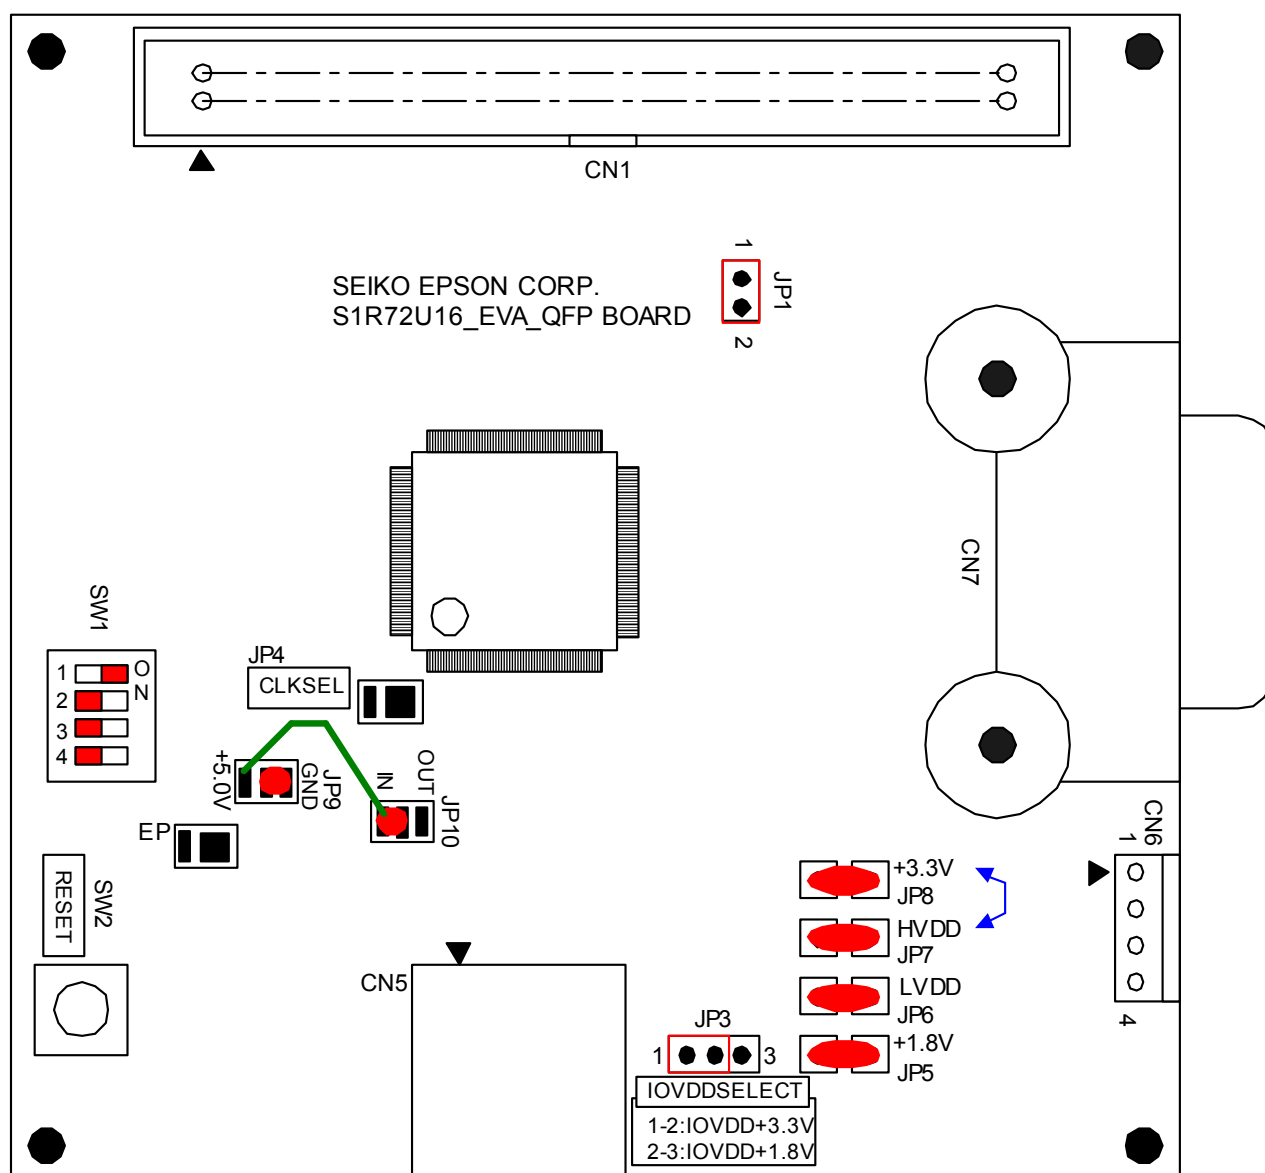 CN1
1
JP1
2
SEIKO EPSON CORP.
S1R72U16_EVA_QFP BOARD
CN7
SW1
1
2
3
4
O
N
JP4
CLKSEL
+5.0V
GND
JP9
IN
OUT
JP10
EP
SW2
RESET
CN6
1
4
+3.3V
JP8
HVDD
JP7
LVDD
JP6
+1.8V
JP5
CN5
JP3
1
3
IOVDDSELECT
1-2:IOVDD+3.3V
2-3:IOVDD+1.8V